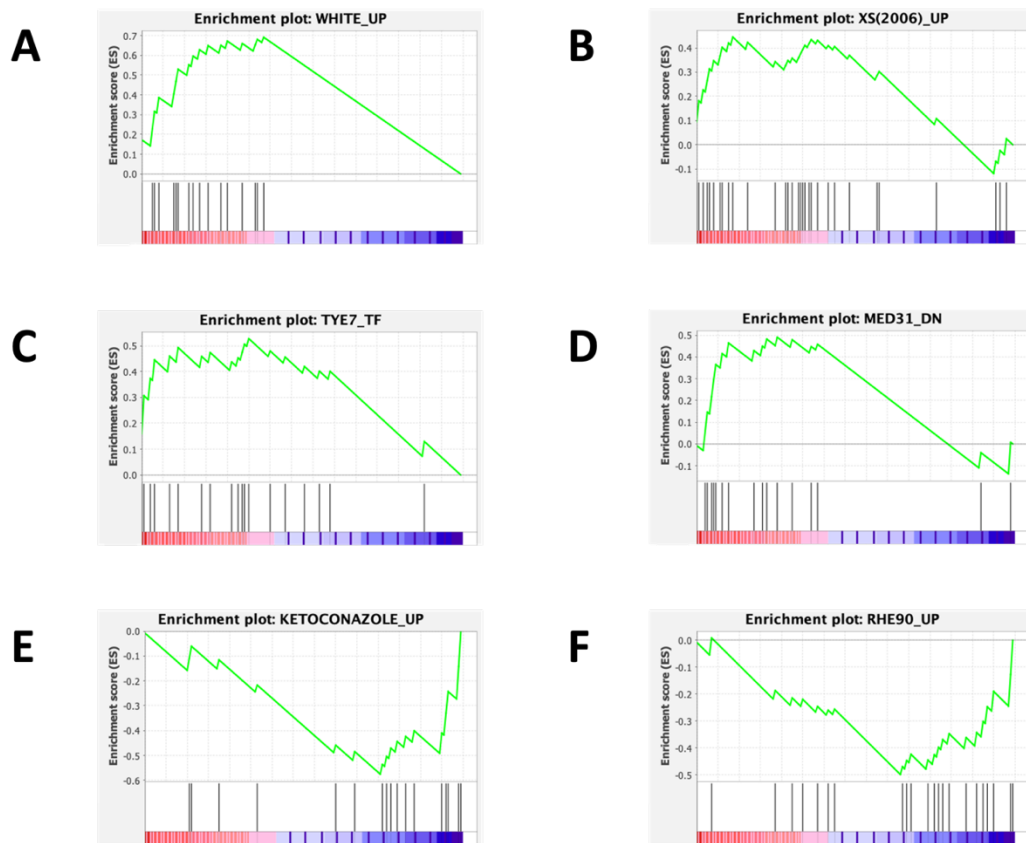 A
Enrichment plot: WHITE_UP
Enrichment score (ES)
0.7
0.6
0.5
0.4
0.3
0.2
0.1
0.0
B
Enrichment plot: XS(2006)_UP
Enrichment score (ES)
0.4
0.3
0.2
0.1
0.0
-0.1
C
Enrichment plot: TYE7_TF
Enrichment score (ES)
0.5
0.4
0.3
0.2
0.1
0.0
D
Enrichment plot: MED31_DN
Enrichment score (ES)
0.5
0.4
0.3
0.2
0.1
0.0
-0.1
E
Enrichment plot: KETOCONAZOLE_UP
Enrichment score (ES)
0.0
-0.1
-0.2
-0.3
-0.4
-0.5
-0.6
F
Enrichment plot: RHE90_UP
Enrichment score (ES)
0.0
-0.1
-0.2
-0.3
-0.4
-0.5